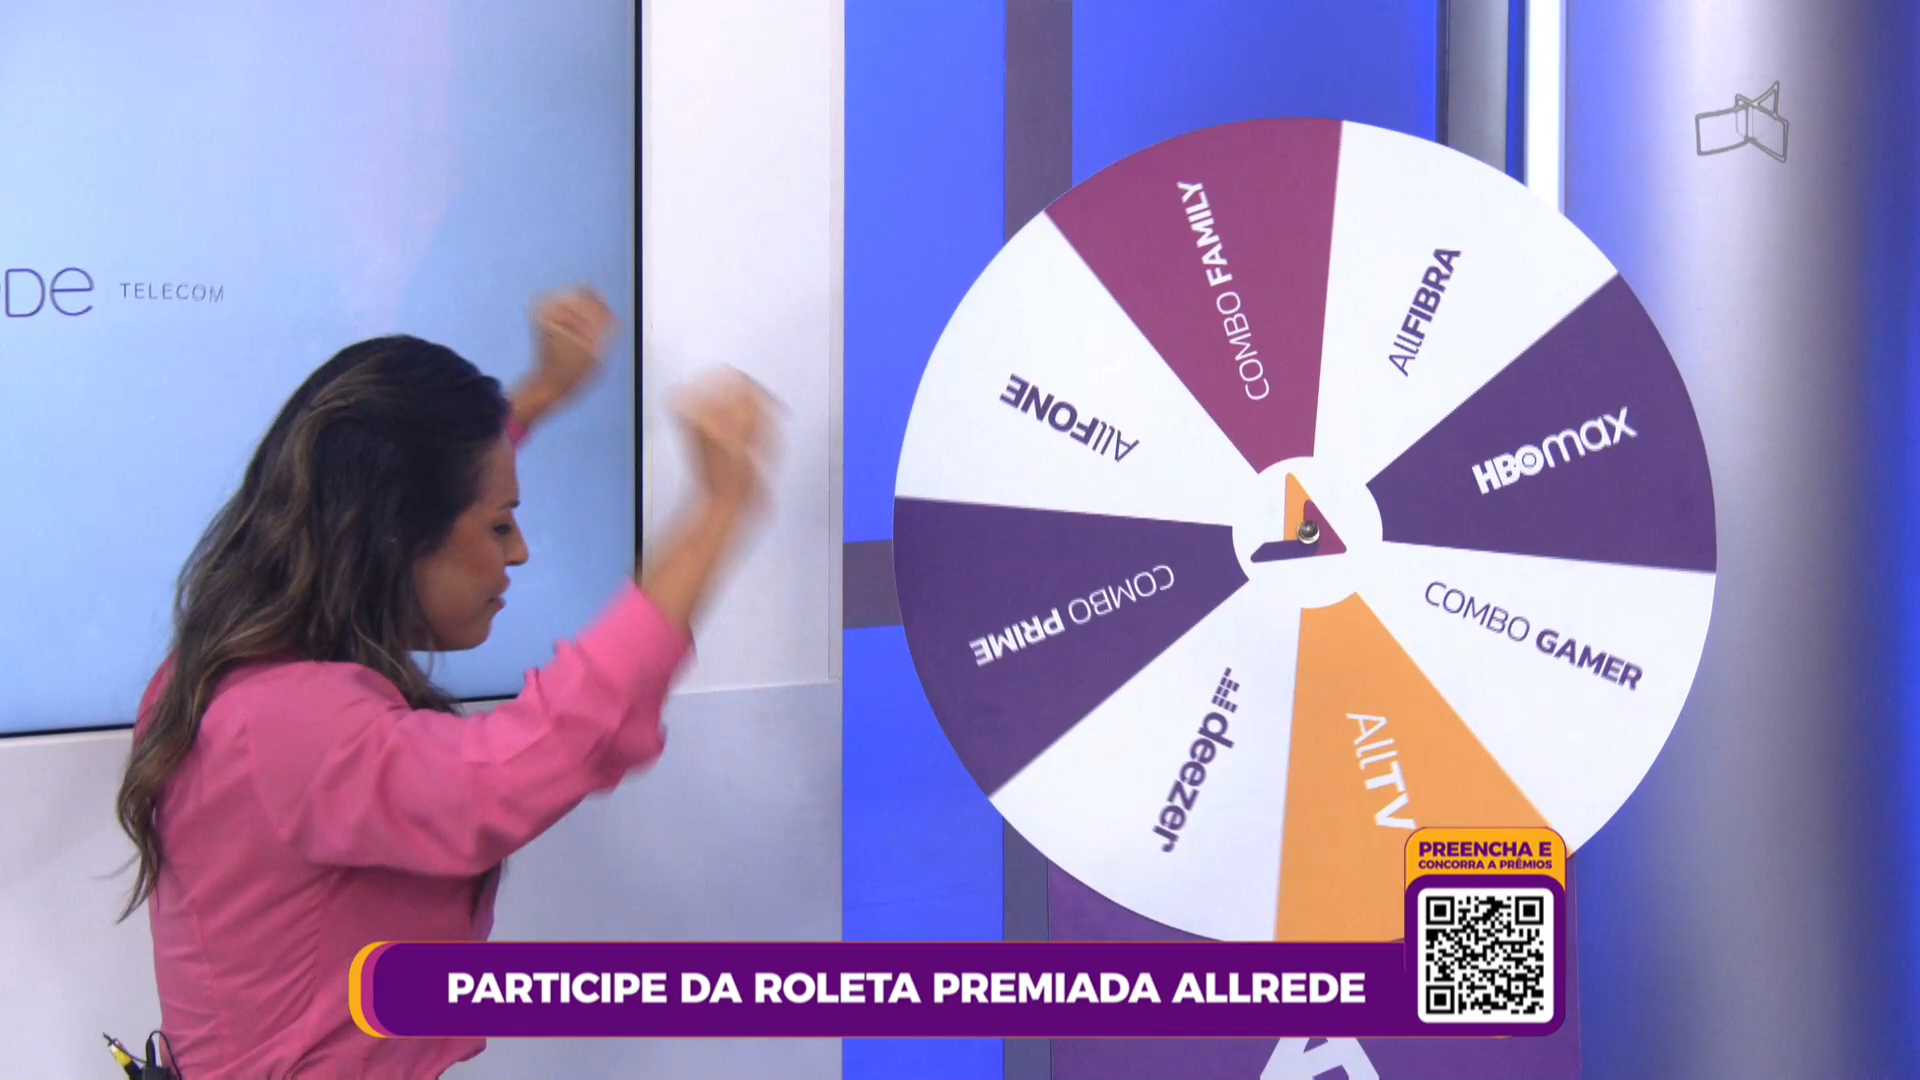 DE TELECOM
COMBO FAMILY
AllFIBRA
HBOmax
COMBO GAMER
AllTV
deezer
COMBO PRIME
AllFONE
PREENCHA E
CONCORRA A PRÊMIOS
PARTICIPE DA ROLETA PREMIADA ALLREDE